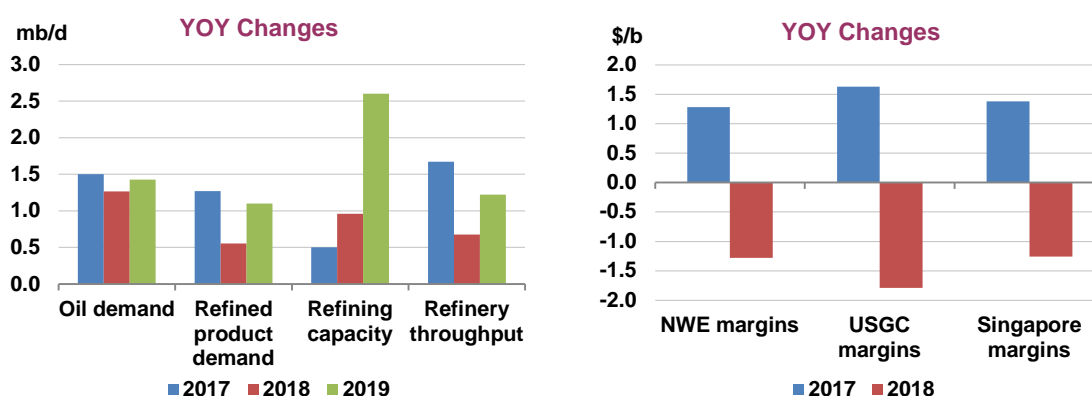 YOY Changes
mb/d
3.0
2.5
2.0
1.5
1.0
0.5
0.0
Oil demand
Refined product demand
Refining capacity
Refinery throughput
2017 2018 2019
YOY Changes
$/b
2.0
1.5
1.0
0.5
0.0
-0.5
-1.0
-1.5
-2.0
NWE margins
USGC margins
Singapore margins
2017 2018